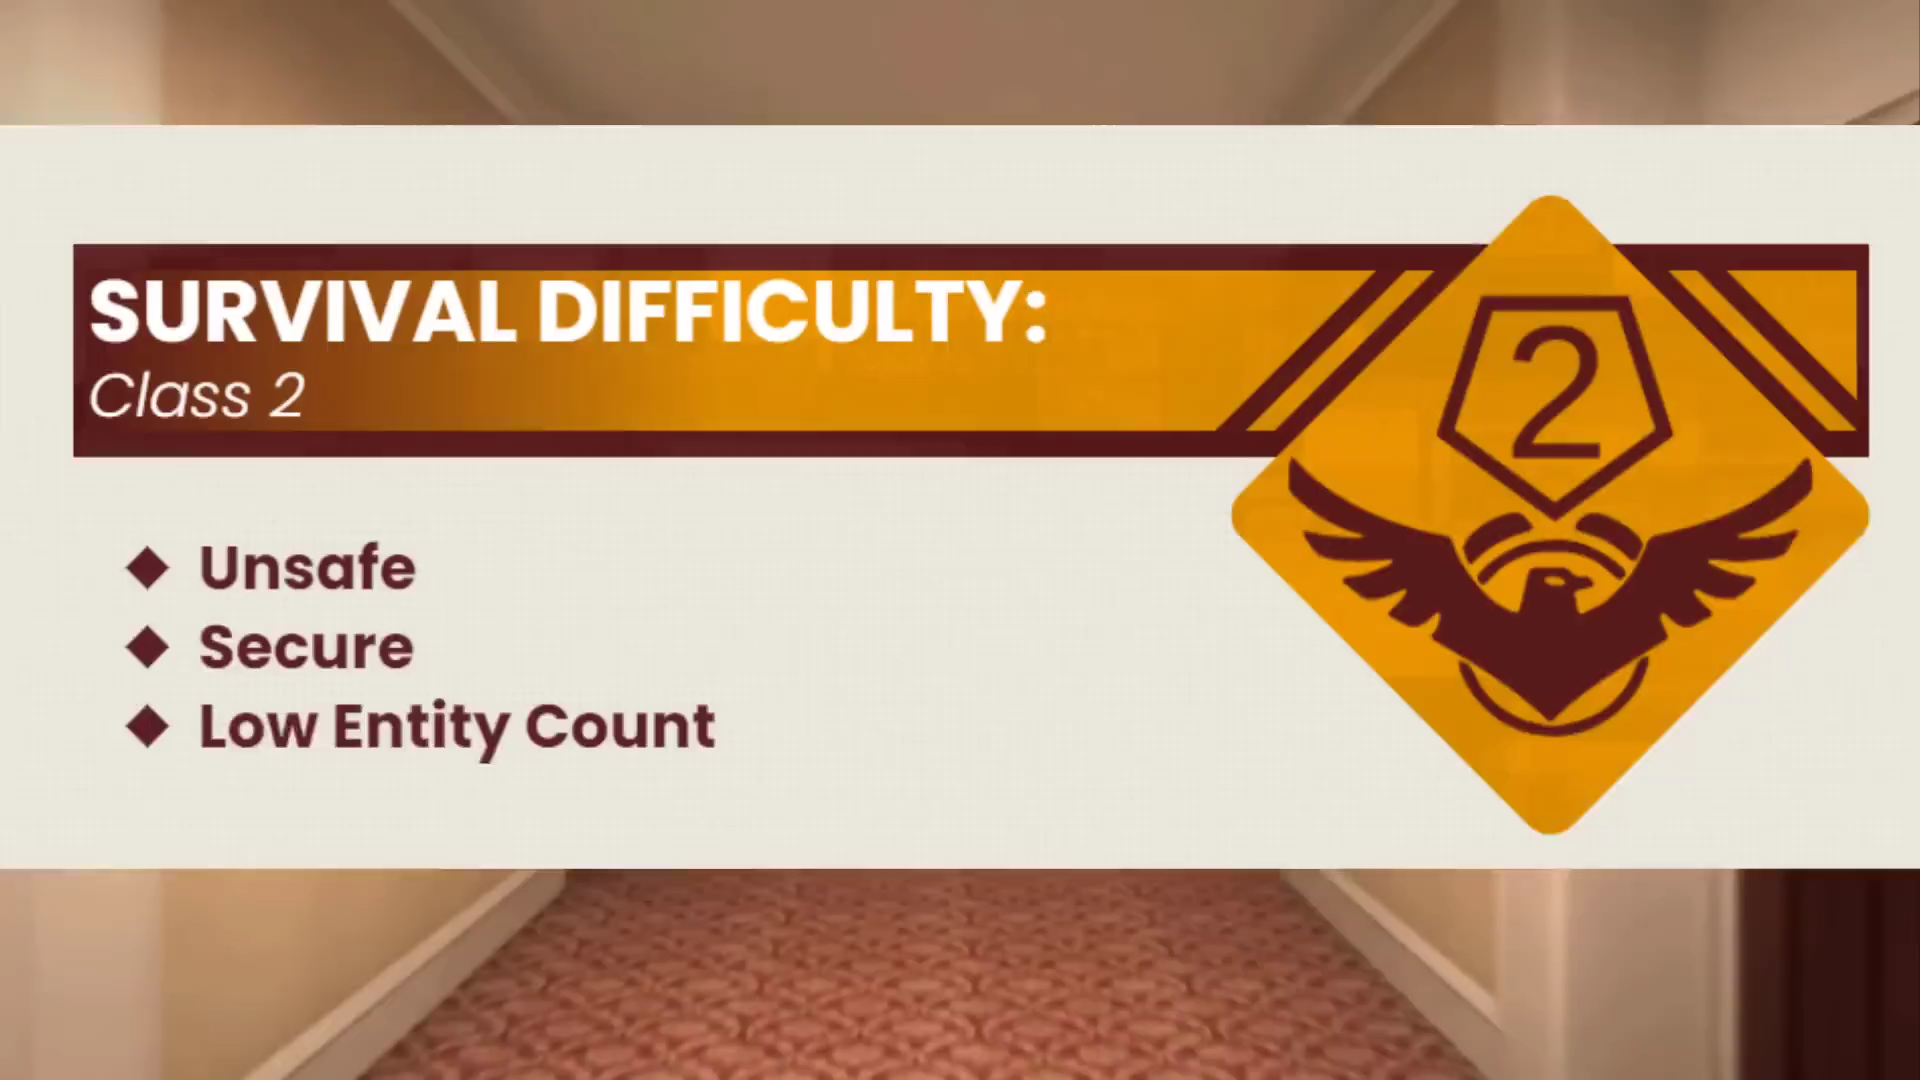 SURVIVAL DIFFICULTY:
Class 2
2
Unsafe
Secure
Low Entity Count